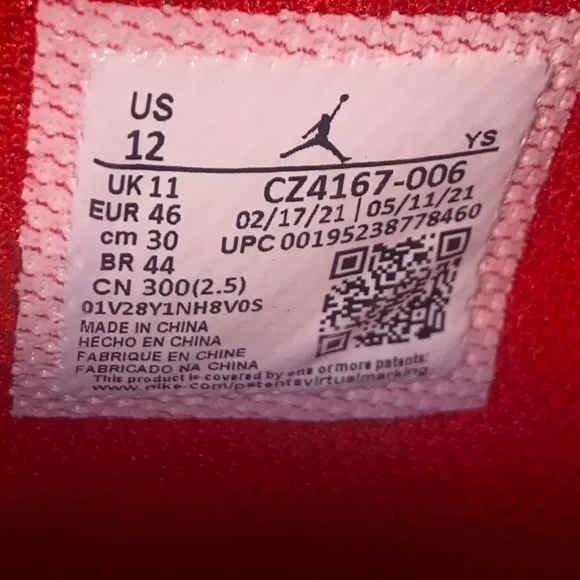 US
12
YS
UK 11
EUR 46
cm 30
BR 44
CN 300(2.5)
CZ4167-006
02/17/21 | 05/11/21
UPC 00195238778460
01V28Y1NH8V0S
MADE IN CHINA
HECHO EN CHINA
FABRIQUE EN CHINE
FABRICADO NA CHINA
This product is covered by one or more patents:
www.nike.com/patentsvirtualmarking.